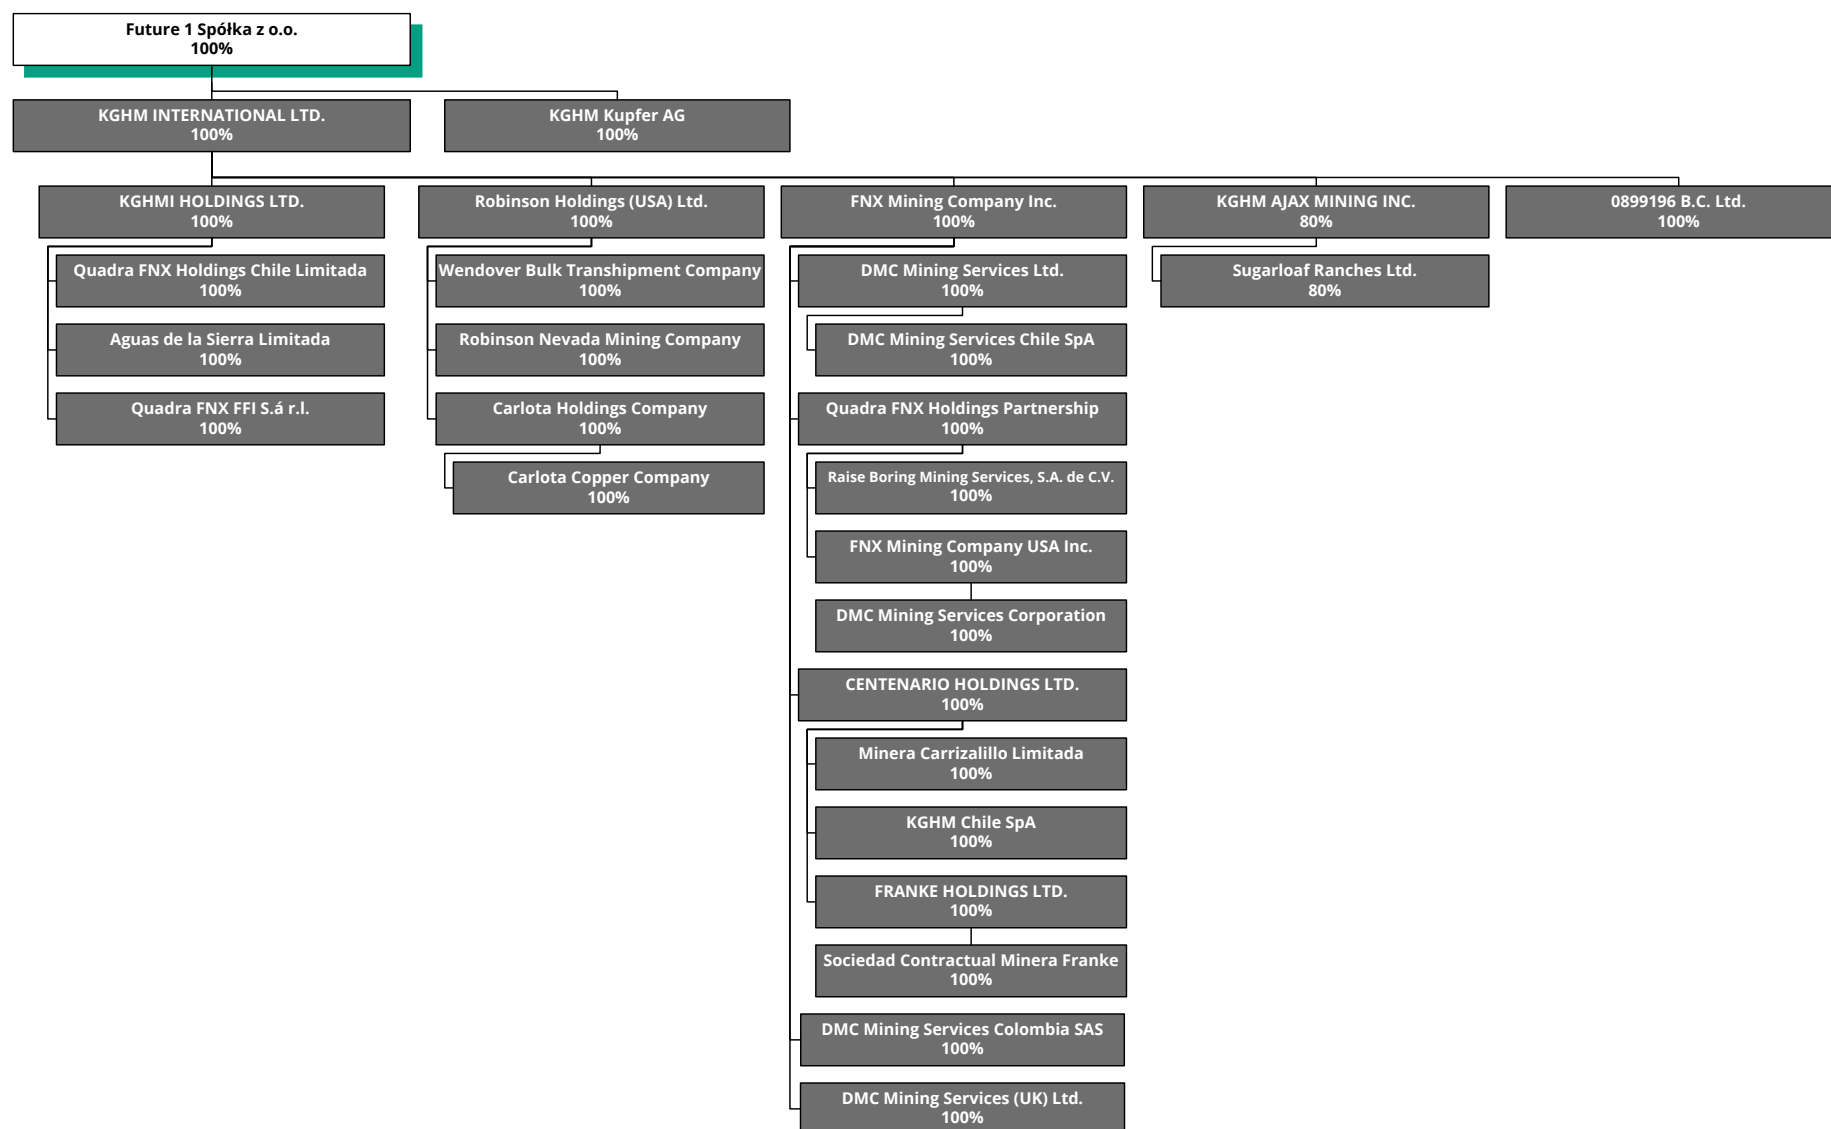 Future 1 Spółka z o.o.
100%
KGHM INTERNATIONAL LTD.
100%
KGHM Kupfer AG
100%
KGHMI HOLDINGS LTD.
100%
Robinson Holdings (USA) Ltd.
100%
FNX Mining Company Inc.
100%
KGHM AJAX MINING INC.
80%
0899196 B.C. Ltd.
100%
Quadra FNX Holdings Chile Limitada
100%
Aguas de la Sierra Limitada
100%
Quadra FNX FFI S.á r.l.
100%
Wendover Bulk Transhipment Company
100%
Robinson Nevada Mining Company
100%
Carlota Holdings Company
100%
Carlota Copper Company
100%
DMC Mining Services Ltd.
100%
DMC Mining Services Chile SpA
100%
Quadra FNX Holdings Partnership
100%
Raise Boring Mining Services, S.A. de C.V.
100%
FNX Mining Company USA Inc.
100%
DMC Mining Services Corporation
100%
CENTENARIO HOLDINGS LTD.
100%
Minera Carrizalillo Limitada
100%
KGHM Chile SpA
100%
FRANKE HOLDINGS LTD.
100%
Sociedad Contractual Minera Franke
100%
DMC Mining Services Colombia SAS
100%
DMC Mining Services (UK) Ltd.
100%
Sugarloaf Ranches Ltd.
80%